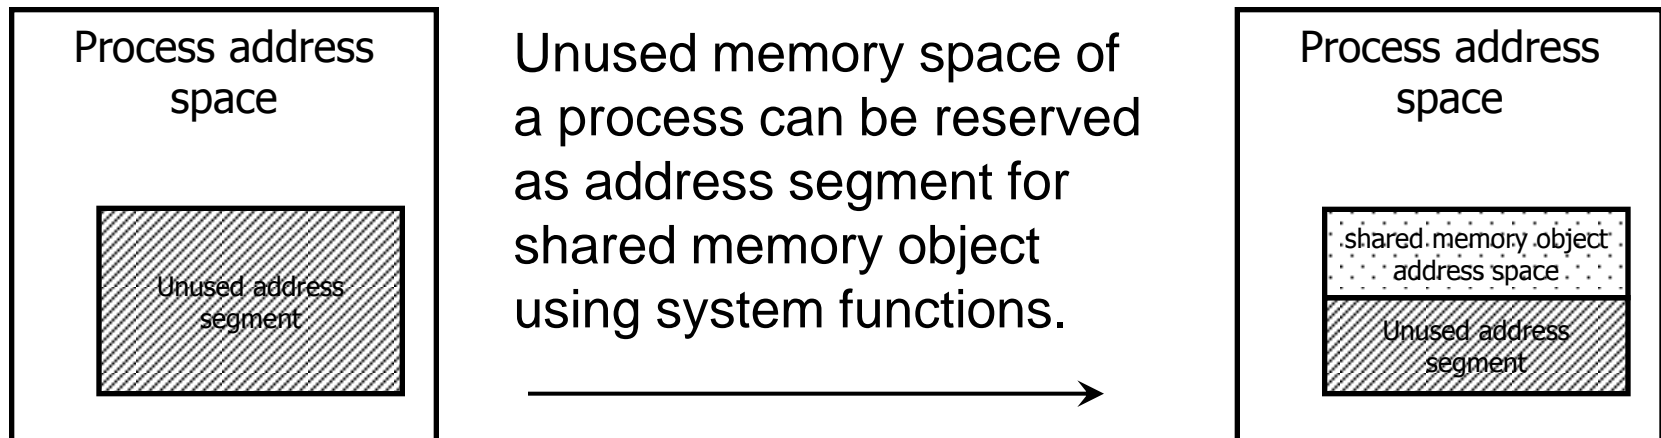 Process address
space
Unused address
segment
Unused memory space of
a process can be reserved
as address segment for
shared memory object
using system functions.
Process address
space
shared memory object
address space
Unused address
segment